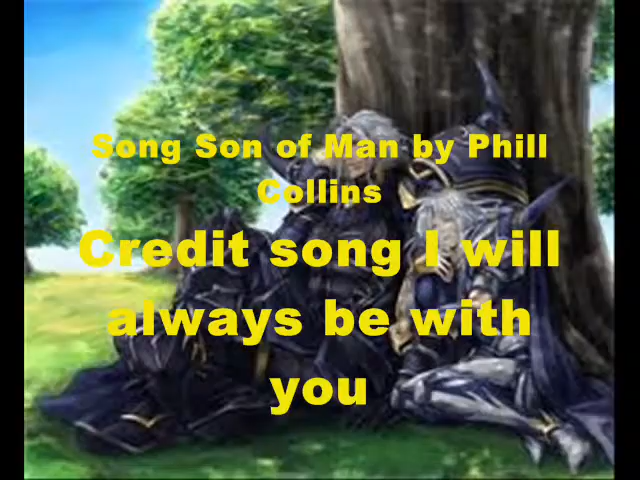 Song Son of Man by Phill
Collins
Credit song I will
always be with
you